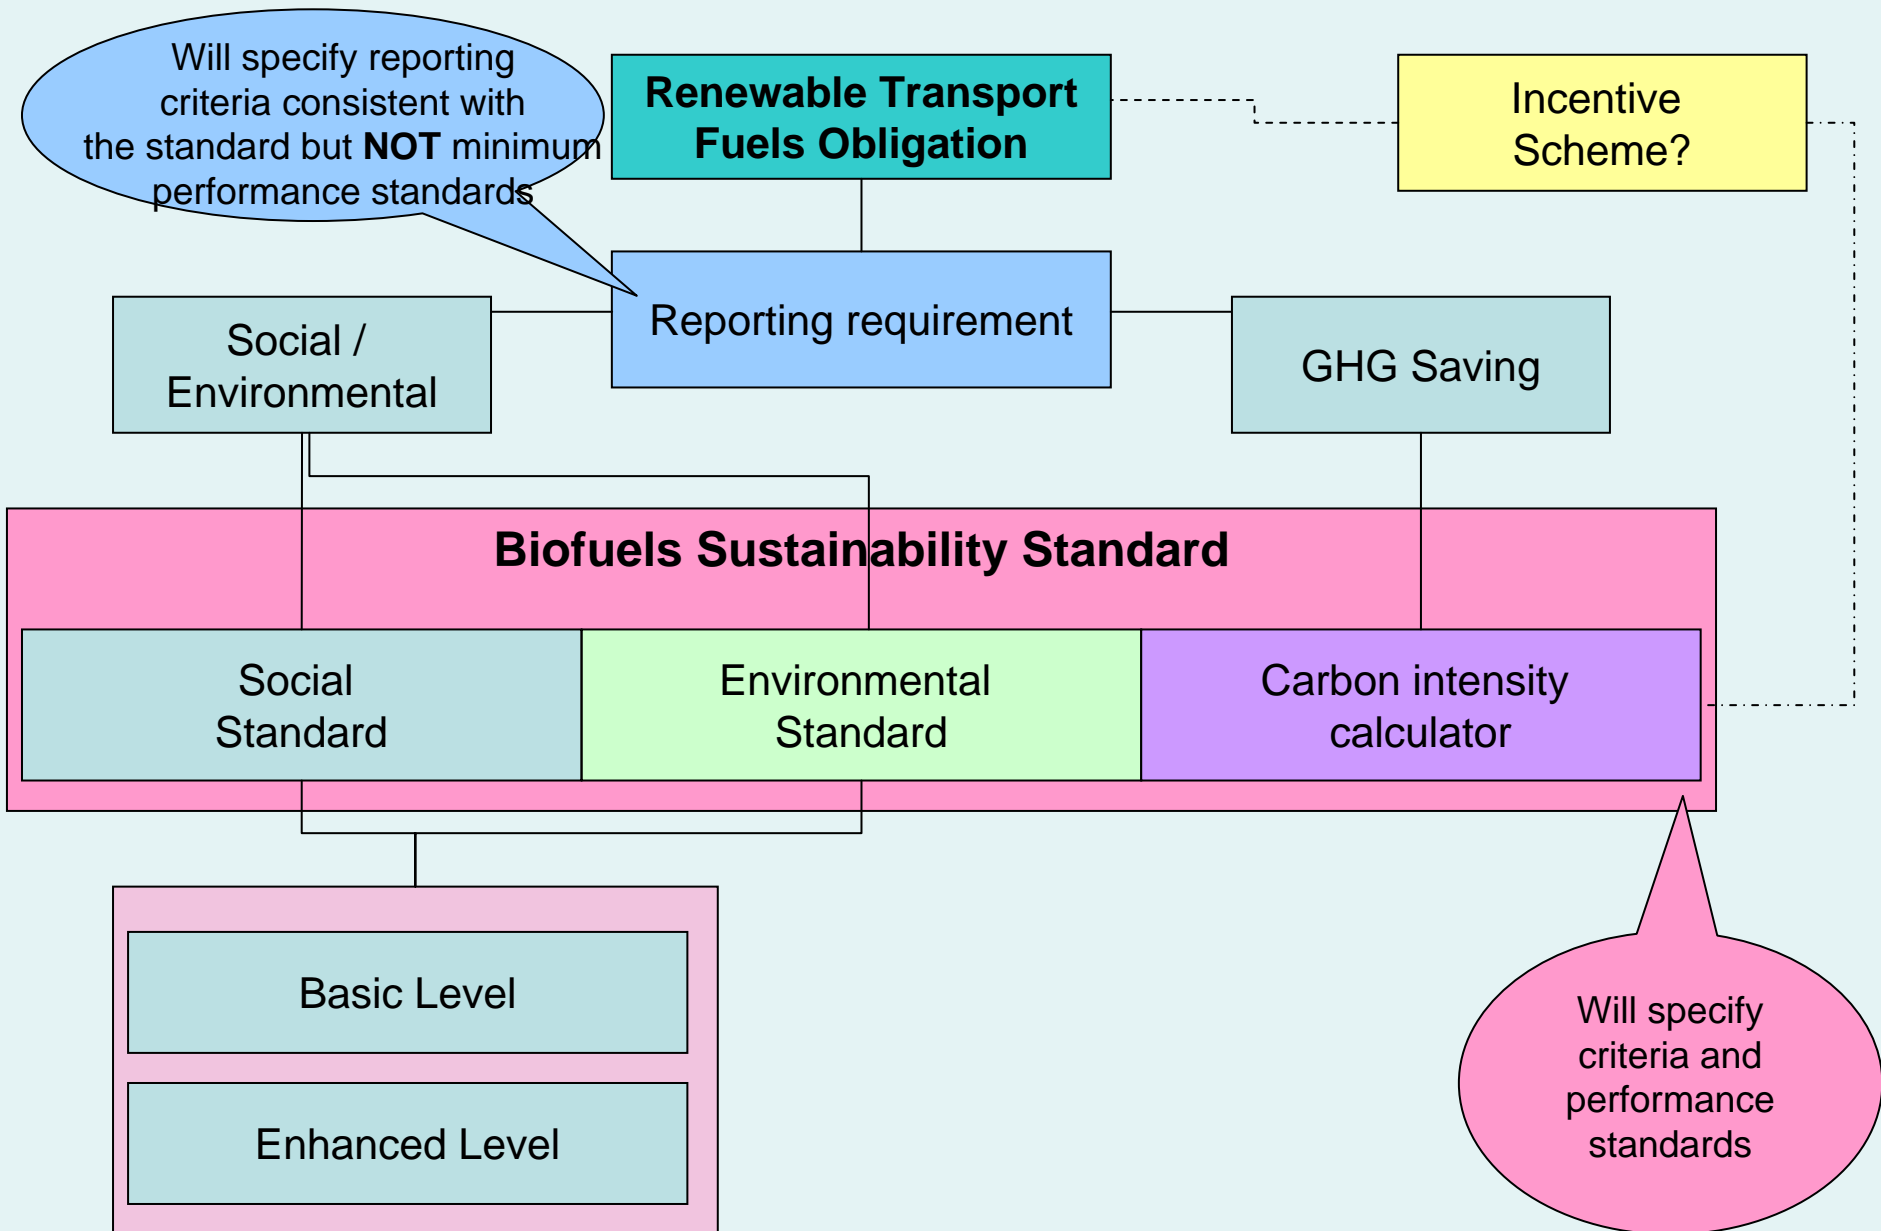 Will specify reporting
criteria consistent with
the standard but NOT minimum
performance standards
Renewable Transport
Fuels Obligation
Incentive
Scheme?
Reporting requirement
Social /
Environmental
GHG Saving
Biofuels Sustainability Standard
Social
Standard
Environmental
Standard
Carbon intensity
calculator
Basic Level
Enhanced Level
Will specify
criteria and
performance
standards